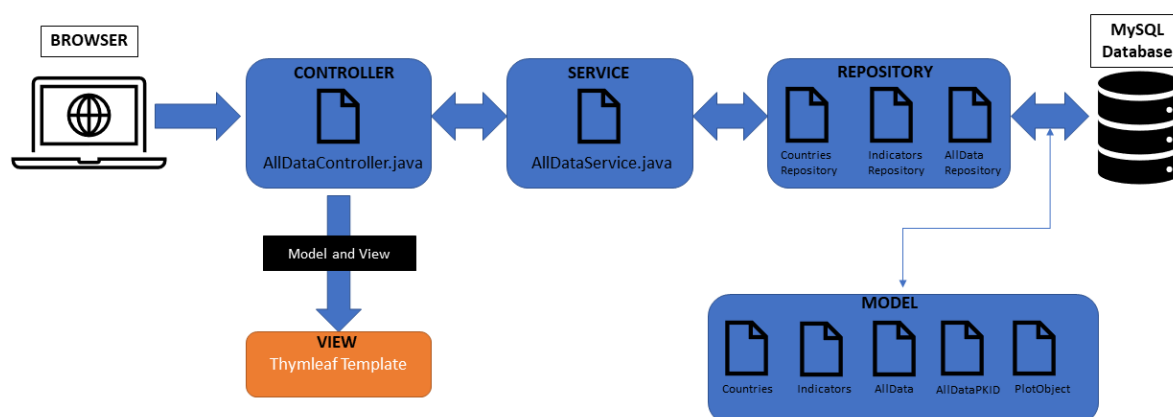 BROWSER
CONTROLLER
AllDataController.java
SERVICE
AllDataService.java
REPOSITORY
Countries
Repository
Indicators
Repository
AllData
Repository
MySQL
Database
Model and View
VIEW
Thymleaf Template
MODEL
Countries
Indicators
AllData
AllDataPKID
PlotObject